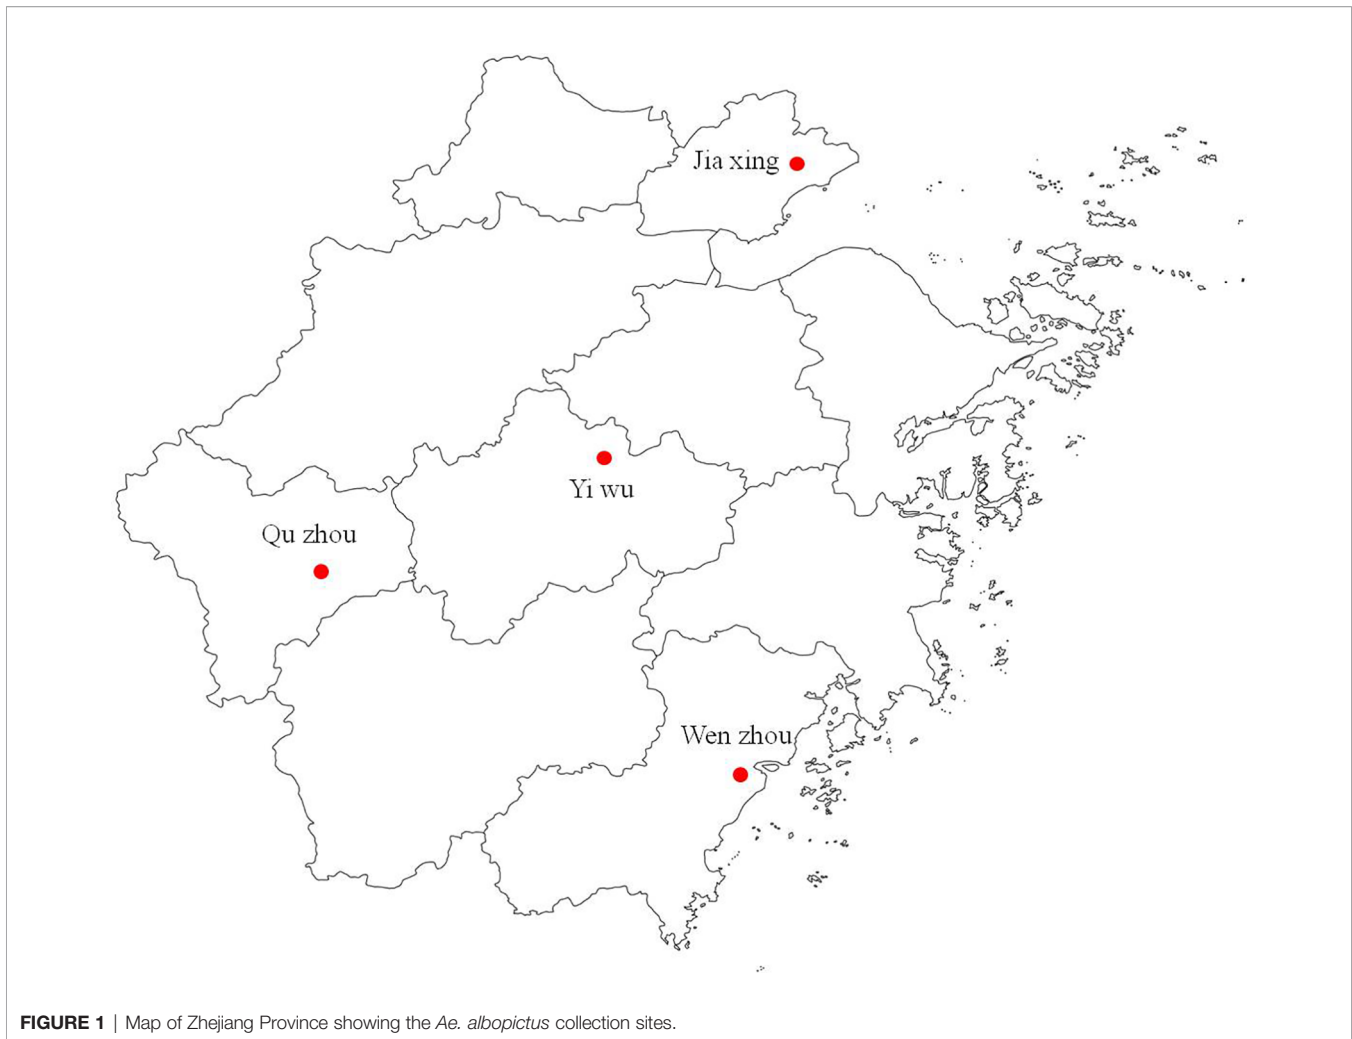 Jia xing
Yi wu
Qu zhou
Wen zhou
FIGURE 1 | Map of Zhejiang Province showing the Ae. albopictus collection sites.